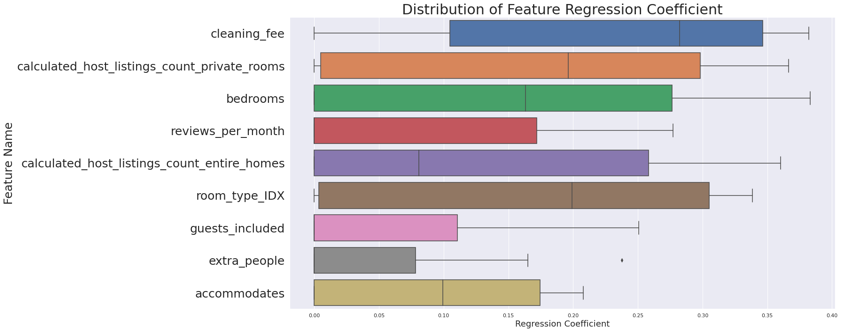 Distribution of Feature Regression Coefficient
Feature Name
cleaning_fee
calculated_host_listings_count_private_rooms
bedrooms
reviews_per_month
calculated_host_listings_count_entire_homes
room_type_IDX
guests_included
extra_people
accommodates
0.00 0.05 0.10 0.15 0.20 0.25 0.30 0.35 0.40
Regression Coefficient